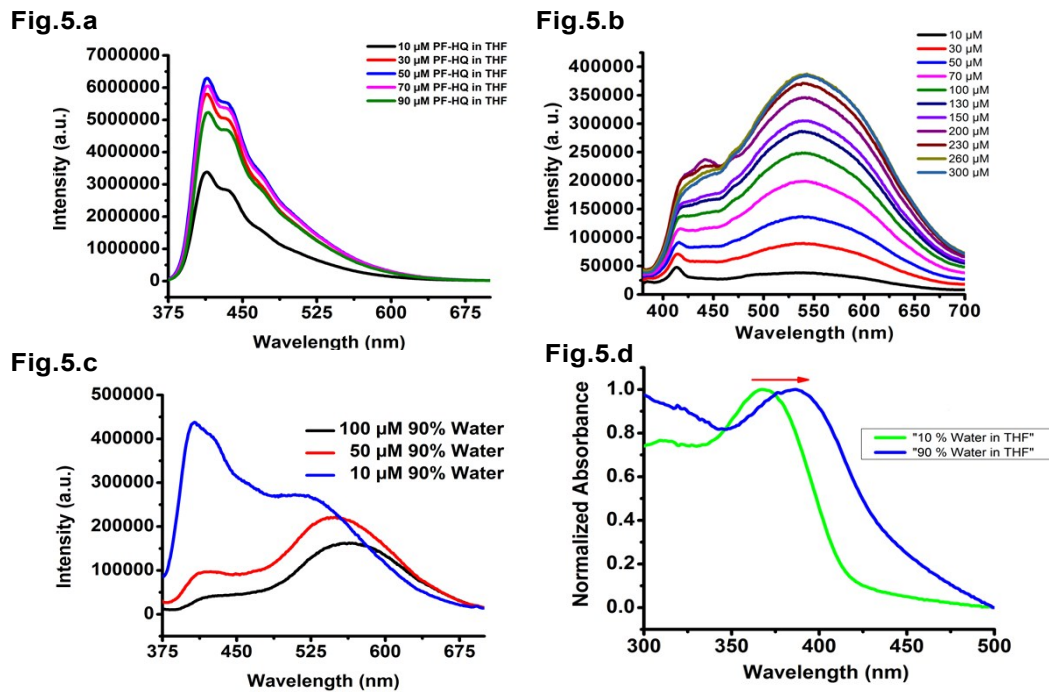 Fig.5.a
7000000
6000000
5000000
4000000
3000000
2000000
1000000
0
Intensity (a. u.)
375 450 525 600 675
Wavelength (nm)
10 μM PF-HQ in THF
30 μM PF-HQ in THF
50 μM PF-HQ in THF
70 μM PF-HQ in THF
90 μM PF-HQ in THF
Fig.5.b
400000
350000
300000
250000
200000
150000
100000
50000
0
Intensity (a. u.)
400 450 500 550 600 650 700
Wavelength (nm)
10 μM
30 μM
50 μM
70 μM
100 μM
130 μM
150 μM
200 μM
230 μM
260 μM
300 μM
Fig.5.c
500000
400000
300000
200000
100000
0
Intensity (a.u.)
375 450 525 600 675
Wavelength (nm)
100 μM 90% Water
50 μM 90% Water
10 μM 90% Water
Fig.5.d
1.0
0.8
0.6
0.4
0.2
0.0
Normalized Absorbance
300 350 400 450 500
Wavelength (nm)
"10 % Water in THF"
"90 % Water in THF"